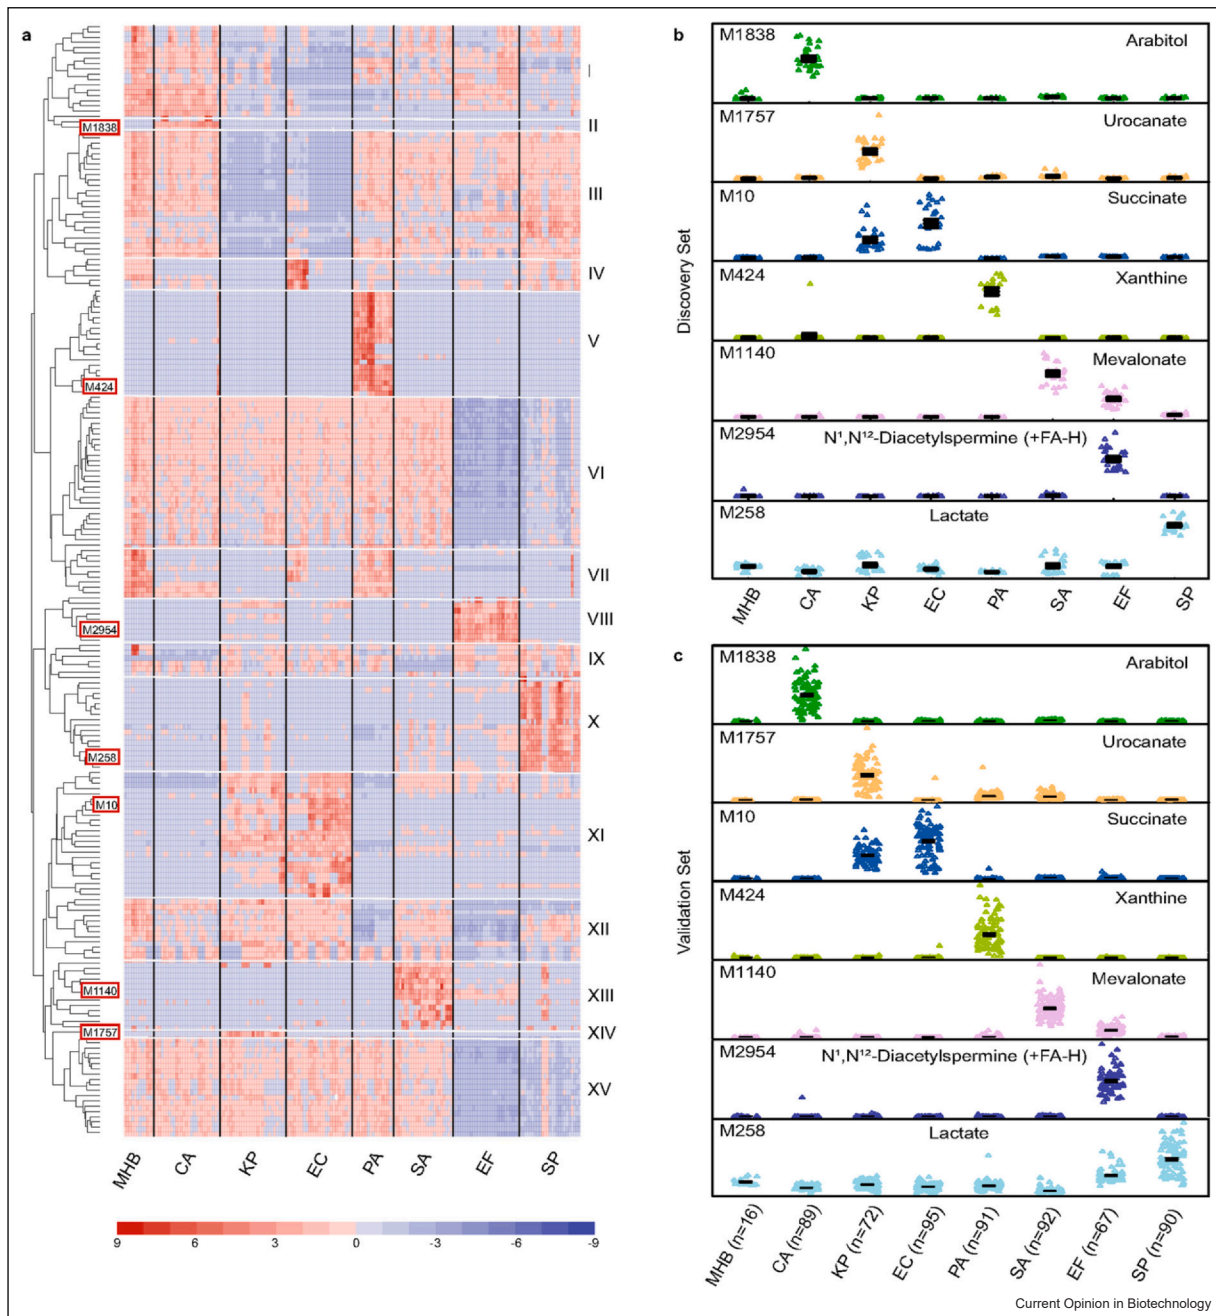 a
M1838
M424
M2954
M258
M10
M1140
M1757
I
II
III
IV
V
VI
VII
VIII
IX
X
XI
XII
XIII
XIV
XV
MHB
CA
KP
EC
PA
SA
EF
SP
9
6
3
0
-3
-6
-9
b
Discovery Set
M1838 Arabitol
M1757 Urocanate
M10 Succinate
M424 Xanthine
M1140 Mevalonate
M2954 N¹,N¹²-Diacetylspermine (+FA-H)
M258 Lactate
MHB
CA
KP
EC
PA
SA
EF
SP
c
Validation Set
M1838 Arabitol
M1757 Urocanate
M10 Succinate
M424 Xanthine
M1140 Mevalonate
M2954 N¹,N¹²-Diacetylspermine (+FA-H)
M258 Lactate
MHB (n=16)
CA (n=89)
KP (n=72)
EC (n=95)
PA (n=91)
SA (n=92)
EF (n=67)
SP (n=90)
Current Opinion in Biotechnology